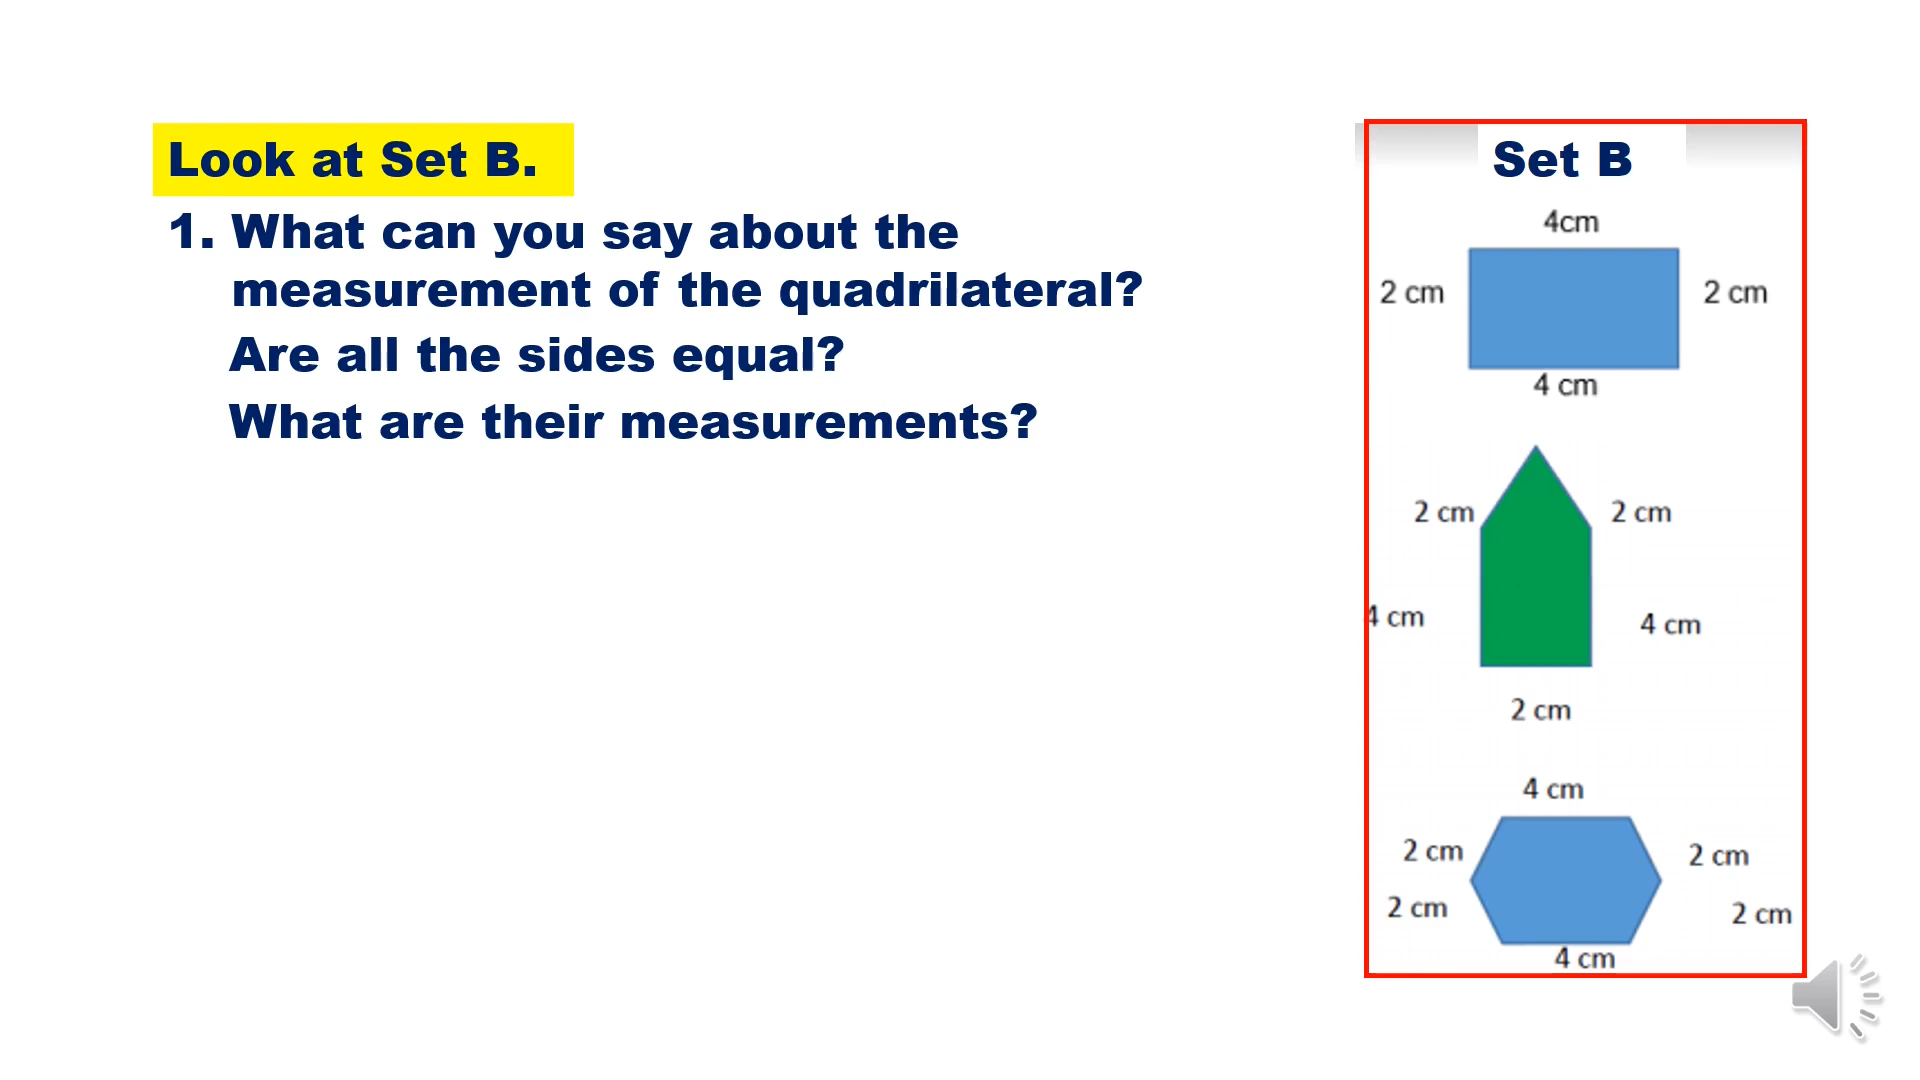 Look at Set B.
1. What can you say about the
measurement of the quadrilateral?
Are all the sides equal?
What are their measurements?
Set B
4cm
2 cm
2 cm
4 cm
2 cm
2 cm
4 cm
4 cm
2 cm
4 cm
2 cm
2 cm
2 cm
2 cm
4 cm